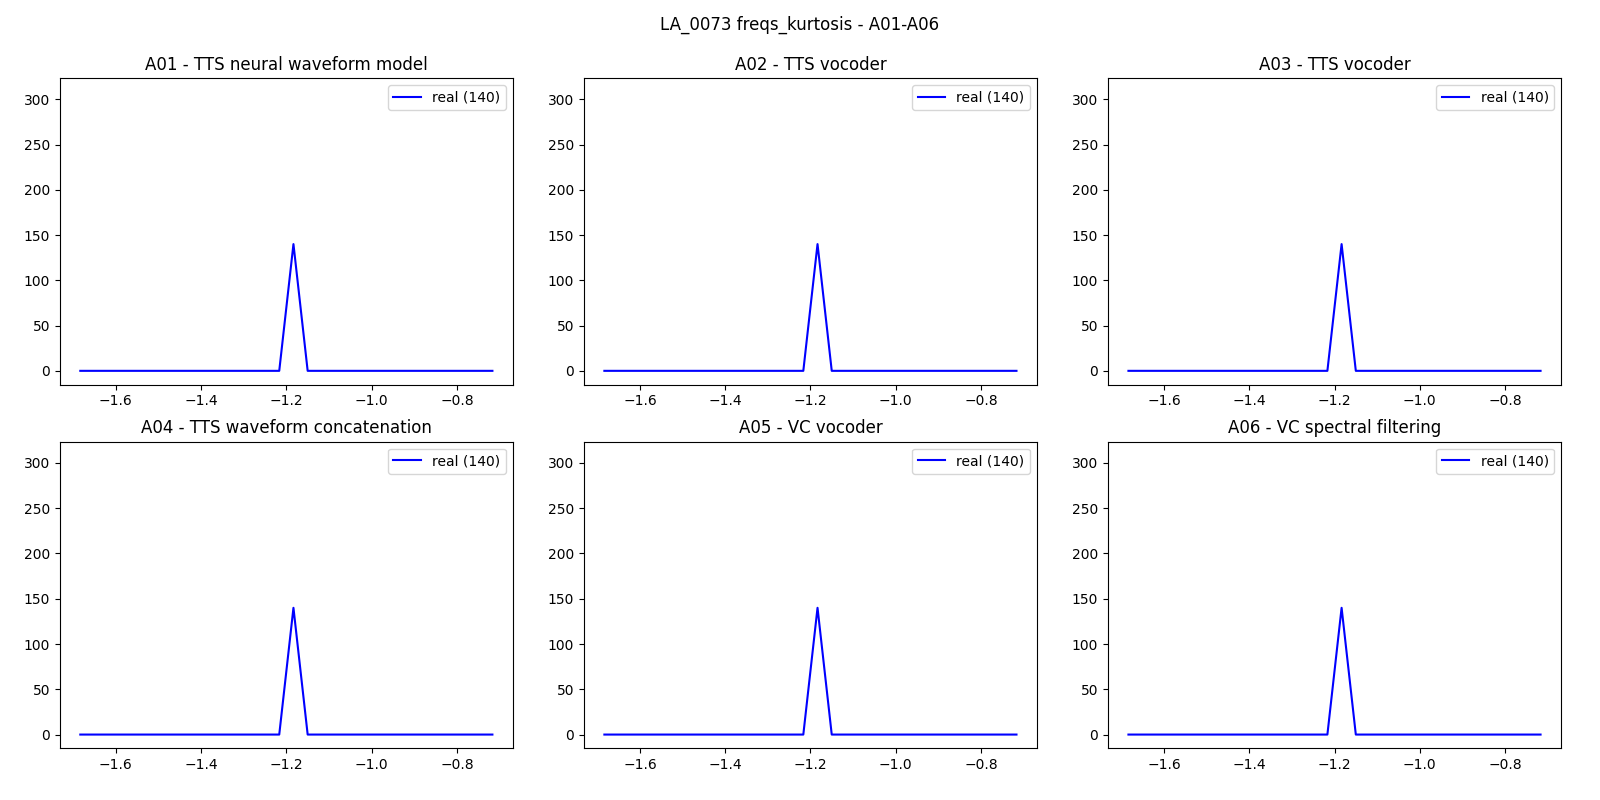 LA_0073 freqs_kurtosis - A01-A06
A01 - TTS neural waveform model
real (140)
300
250
200
150
100
50
0
−1.6 −1.4 −1.2 −1.0 −0.8
A02 - TTS vocoder
real (140)
300
250
200
150
100
50
0
−1.6 −1.4 −1.2 −1.0 −0.8
A03 - TTS vocoder
real (140)
300
250
200
150
100
50
0
−1.6 −1.4 −1.2 −1.0 −0.8
A04 - TTS waveform concatenation
real (140)
300
250
200
150
100
50
0
−1.6 −1.4 −1.2 −1.0 −0.8
A05 - VC vocoder
real (140)
300
250
200
150
100
50
0
−1.6 −1.4 −1.2 −1.0 −0.8
A06 - VC spectral filtering
real (140)
300
250
200
150
100
50
0
−1.6 −1.4 −1.2 −1.0 −0.8